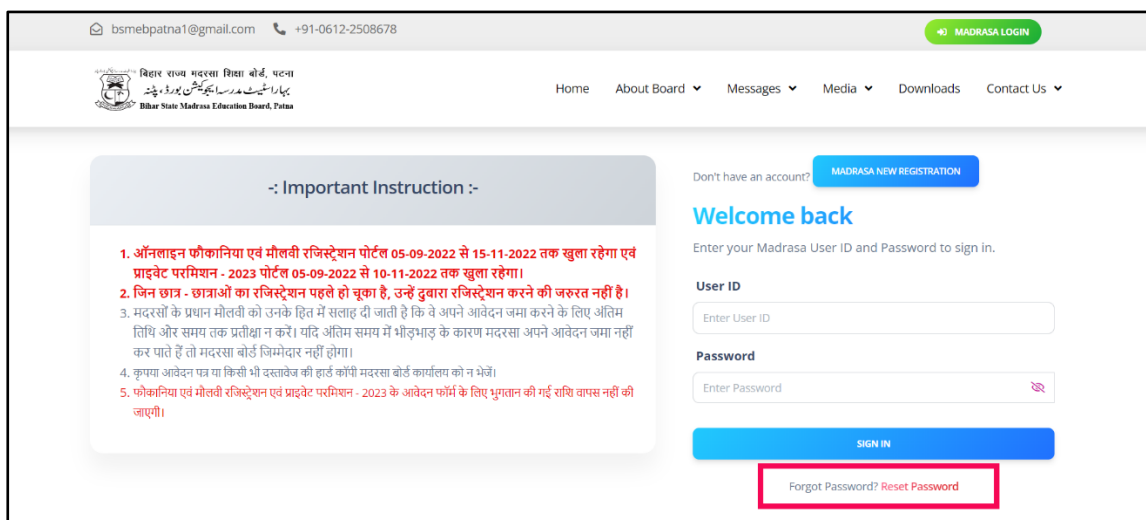 bsmebpatna1@gmail.com +91-0612-2508678
MADRASA LOGIN
बिहार राज्य मदरसा शिक्षा बोर्ड, पटना
بہار اسٹیٹ مدرسہ ایجوکیشن بورڈ، پٹنہ
Bihar State Madrasa Education Board, Patna
Home About Board Messages Media Downloads Contact Us
-: Important Instruction :-
1. ऑनलाइन फौकानिया एवं मौलवी रजिस्ट्रेशन पोर्टल 05-09-2022 से 15-11-2022 तक खुला रहेगा एवं
प्राइवेट परमिशन - 2023 पोर्टल 05-09-2022 से 10-11-2022 तक खुला रहेगा।
2. जिन छात्र - छात्राओं का रजिस्ट्रेशन पहले हो चूका है, उन्हें दुबारा रजिस्ट्रेशन करने की जरुरत नहीं है।
3. मदरसों के प्रधान मौलवी को उनके हित में सलाह दी जाती है कि वे अपने आवेदन जमा करने के लिए अंतिम
तिथि और समय तक प्रतीक्षा न करें। यदि अंतिम समय में भीड़भाड़ के कारण मदरसा अपने आवेदन जमा नहीं
कर पाते हैं तो मदरसा बोर्ड जिम्मेदार नहीं होगा।
4. कृपया आवेदन पत्र या किसी भी दस्तावेज की हार्ड कॉपी मदरसा बोर्ड कार्यालय को न भेजें।
5. फौकानिया एवं मौलवी रजिस्ट्रेशन एवं प्राइवेट परमिशन - 2023 के आवेदन फॉर्म के लिए भुगतान की गई राशि वापस नहीं की
जाएगी।
Don't have an account? MADRASA NEW REGISTRATION
Welcome back
Enter your Madrasa User ID and Password to sign in.
User ID
Enter User ID
Password
Enter Password
SIGN IN
Forgot Password? Reset Password